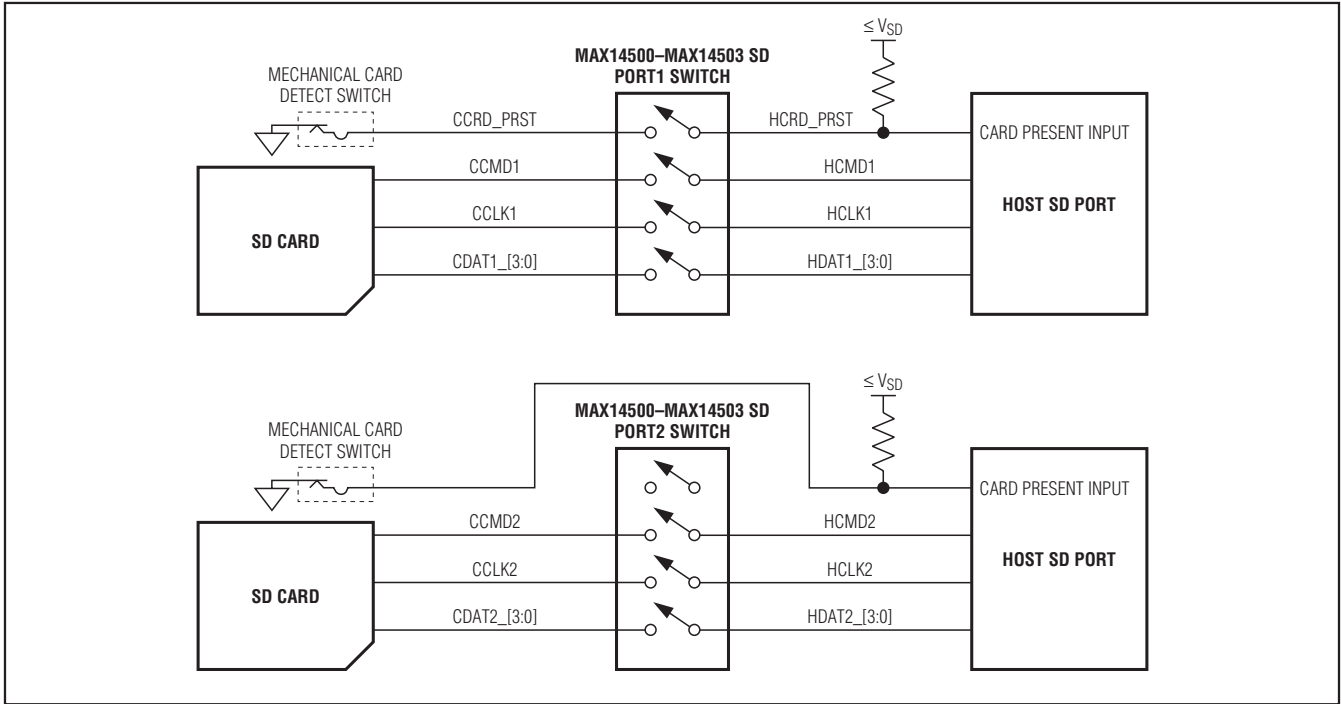 ≤ VSD
MAX14500–MAX14503 SD
PORT1 SWITCH
MECHANICAL CARD
DETECT SWITCH
CCRD_PRST
HCRD_PRST
CARD PRESENT INPUT
CCMD1
HCMD1
HOST SD PORT
CCLK1
HCLK1
SD CARD
CDAT1_[3:0]
HDAT1_[3:0]
≤ VSD
MAX14500–MAX14503 SD
PORT2 SWITCH
MECHANICAL CARD
DETECT SWITCH
CARD PRESENT INPUT
CCMD2
HCMD2
HOST SD PORT
CCLK2
HCLK2
SD CARD
CDAT2_[3:0]
HDAT2_[3:0]